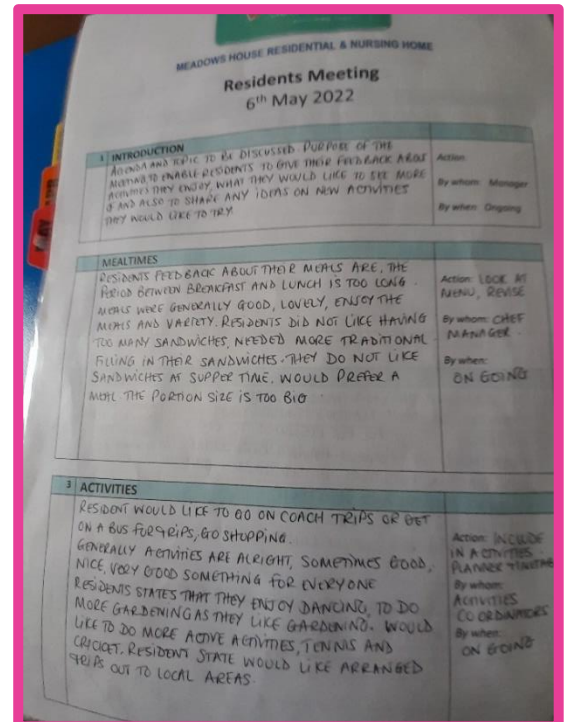 MEADOWS HOUSE RESIDENTIAL & NURSING HOME
Residents Meeting
6th May 2022
1 INTRODUCTION
AGENDA AND TOPIC TO BE DISCUSSED. PURPOSE OF THE
MEETING TO ENABLE RESIDENTS TO GIVE THEIR FEEDBACK ABOUT
ACTIVITIES THEY ENJOY, WHAT THEY WOULD LIKE TO SEE MORE
OF AND ALSO TO SHARE ANY IDEAS ON NEW ACTIVITIES
THEY WOULD LIKE TO TRY.
Action:
By whom: Manager
By when: Ongoing
MEALTIMES
RESIDENTS FEEDBACK ABOUT THEIR MEALS ARE, THE
PERIOD BETWEEN BREAKFAST AND LUNCH IS TOO LONG.
MEALS WERE GENERALLY GOOD, LOVELY, ENJOY THE
MEALS AND VARIETY. RESIDENTS DID NOT LIKE HAVING
TOO MANY SANDWICHES, NEEDED MORE TRADITIONAL
FILLING IN THEIR SANDWICHES. THEY DO NOT LIKE
SANDWICHES AT SUPPER TIME. WOULD PREFER A
MEAL THE PORTION SIZE IS TOO BIG
Action: LOOK AT
MENU, REVISE
By whom: CHEF
MANAGER.
By when:
ON GOING
3 ACTIVITIES
RESIDENT WOULD LIKE TO GO ON COACH TRIPS OR GET
ON A BUS FOR TRIPS, GO SHOPPING.
GENERALLY ACTIVITIES ARE ALRIGHT, SOMETIMES GOOD,
NICE, VERY GOOD SOMETHING FOR EVERYONE
RESIDENTS STATES THAT THEY ENJOY DANCING, TO DO
MORE GARDENING AS THEY LIKE GARDENING. WOULD
LIKE TO DO MORE ACTIVE ACTIVITIES, TENNIS AND
CRICKET. RESIDENT STATE WOULD LIKE ARRANGED
TRIPS OUT TO LOCAL AREAS.
Action: INCLUDE
IN ACTIVITIES
PLANNER
By whom:
ACTIVITIES
CO ORDINATORS
By when:
ON GOING